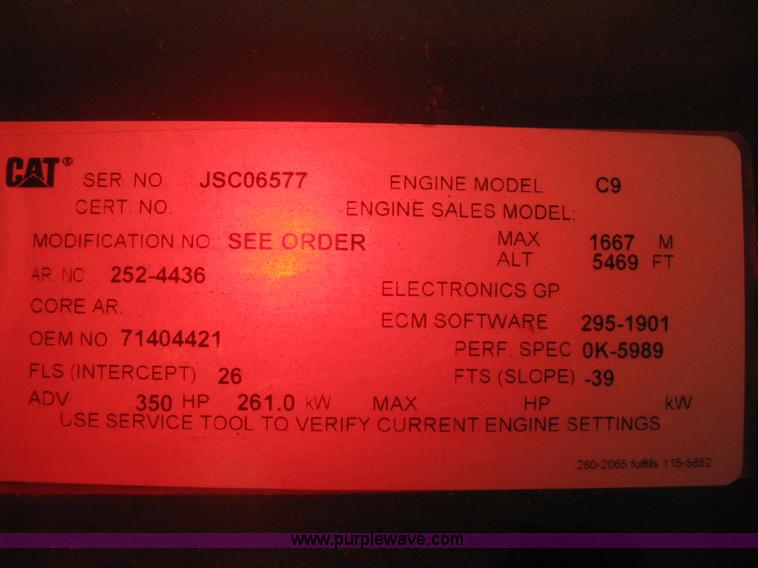 CAT® SER NO JSC06577 ENGINE MODEL C9
CERT. NO. ENGINE SALES MODEL:
MODIFICATION NO. SEE ORDER MAX 1667 M
ALT 5469 FT
AR. NO 252-4436
ELECTRONICS GP
CORE AR.
ECM SOFTWARE 295-1901
OEM NO 71404421
PERF. SPEC 0K-5989
FLS (INTERCEPT) 26 FTS (SLOPE) -39
ADV 350 HP 261.0 kW MAX HP kW
USE SERVICE TOOL TO VERIFY CURRENT ENGINE SETTINGS
280-2065 fulfills 115-5852
www.purplewave.com